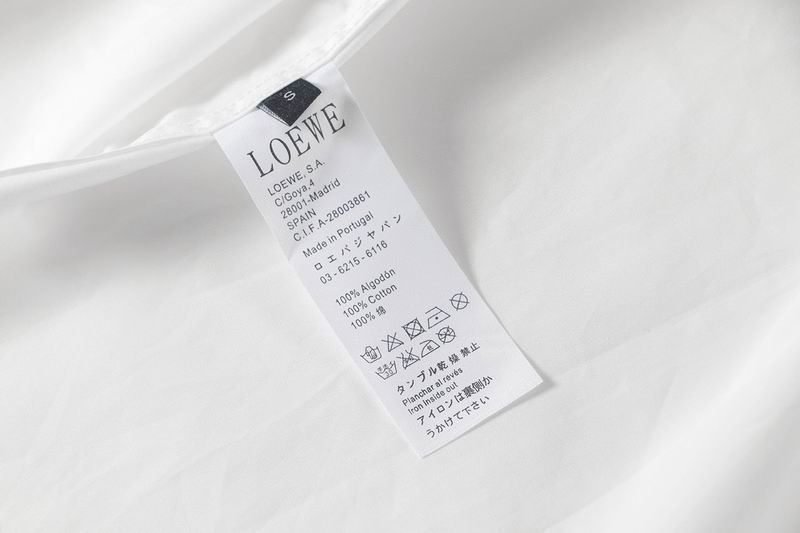 S
LOEWE
LOEWE, S.A.
C/Goya,4
28001-Madrid
SPAIN
C.I.F.A-28003861
Made in Portugal
ロエバジャパン
03-6215-6116
100% Algodón
100% Cotton
100% 綿
タンブル乾燥禁止
Planchar al revés
Iron inside out
アイロンは裏側か
うかけて下さい